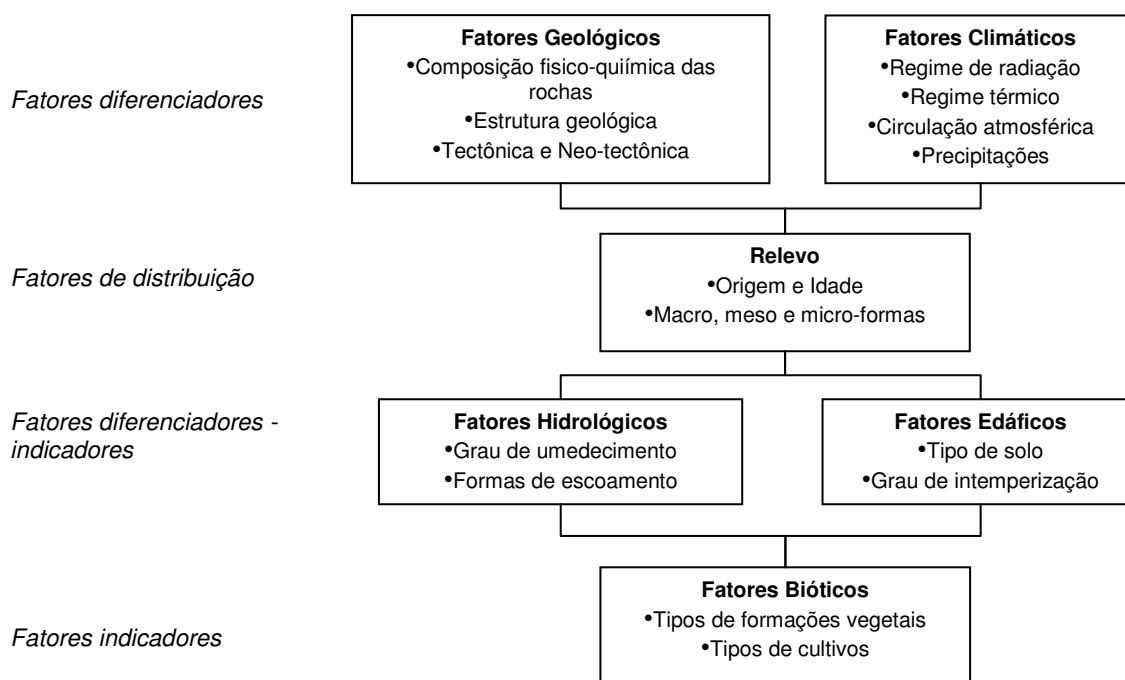 Fatores diferenciadores
Fatores Geológicos
•Composição fisico-quiímica das
rochas
•Estrutura geológica
•Tectônica e Neo-tectônica
Fatores Climáticos
•Regime de radiação
•Regime térmico
•Circulação atmosférica
•Precipitações
Fatores de distribuição
Relevo
•Origem e Idade
•Macro, meso e micro-formas
Fatores diferenciadores -
indicadores
Fatores Hidrológicos
•Grau de umedecimento
•Formas de escoamento
Fatores Edáficos
•Tipo de solo
•Grau de intemperização
Fatores indicadores
Fatores Bióticos
•Tipos de formações vegetais
•Tipos de cultivos